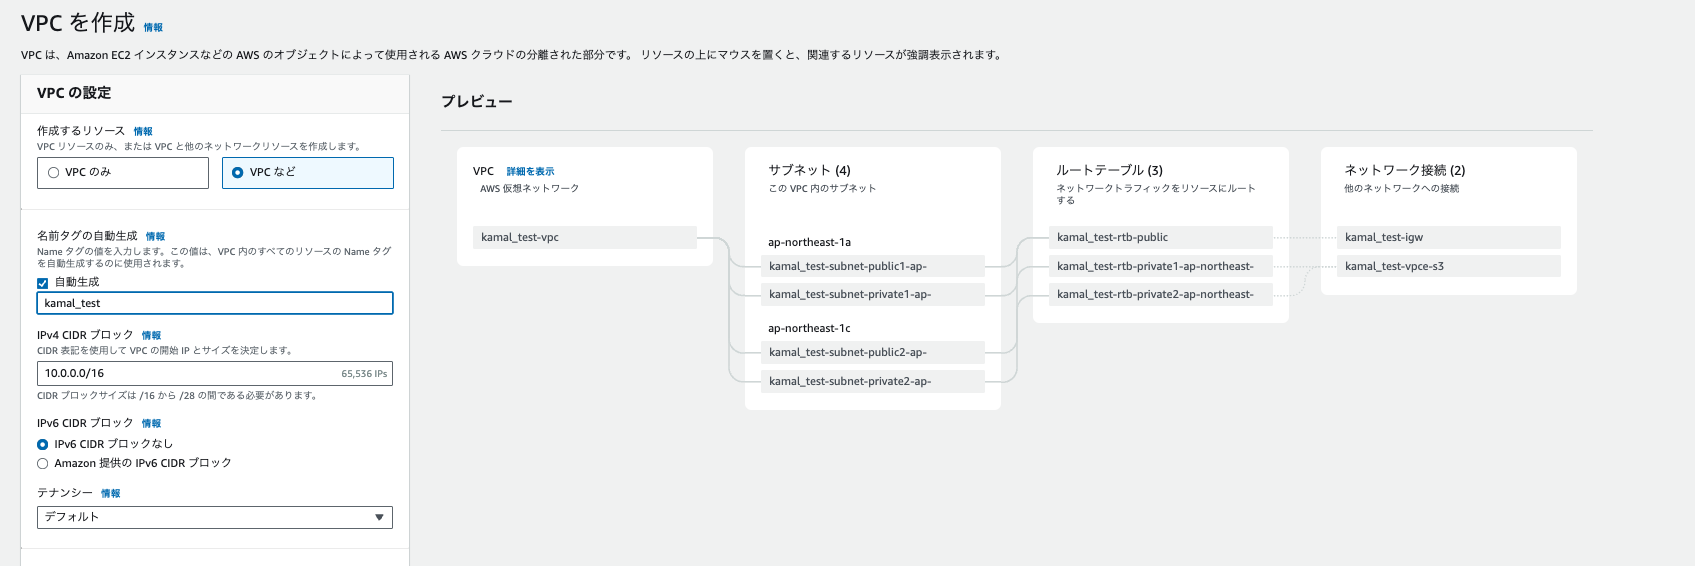 VPC を作成 情報
VPC は、Amazon EC2 インスタンスなどの AWS のオブジェクトによって使用される AWS クラウドの分離された部分です。 リソースの上にマウスを置くと、関連するリソースが強調表示されます。
VPC の設定
作成するリソース 情報
VPC リソースのみ、または VPC と他のネットワークリソースを作成します。
VPC のみ
VPC など
名前タグの自動生成 情報
Name タグの値を入力します。この値は、VPC 内のすべてのリソースの Name タグ
を自動生成するのに使用されます。
自動生成
kamal_test
IPv4 CIDR ブロック 情報
CIDR 表記を使用して VPC の開始 IP とサイズを決定します。
10.0.0.0/16 65,536 IPs
CIDR ブロックサイズは /16 から /28 の間である必要があります。
IPv6 CIDR ブロック 情報
IPv6 CIDR ブロックなし
Amazon 提供の IPv6 CIDR ブロック
テナンシー 情報
デフォルト
プレビュー
VPC 詳細を表示
AWS 仮想ネットワーク
kamal_test-vpc
サブネット (4)
この VPC 内のサブネット
ap-northeast-1a
kamal_test-subnet-public1-ap-
kamal_test-subnet-private1-ap-
ap-northeast-1c
kamal_test-subnet-public2-ap-
kamal_test-subnet-private2-ap-
ルートテーブル (3)
ネットワークトラフィックをリソースにルート
する
kamal_test-rtb-public
kamal_test-rtb-private1-ap-northeast-
kamal_test-rtb-private2-ap-northeast-
ネットワーク接続 (2)
他のネットワークへの接続
kamal_test-igw
kamal_test-vpce-s3